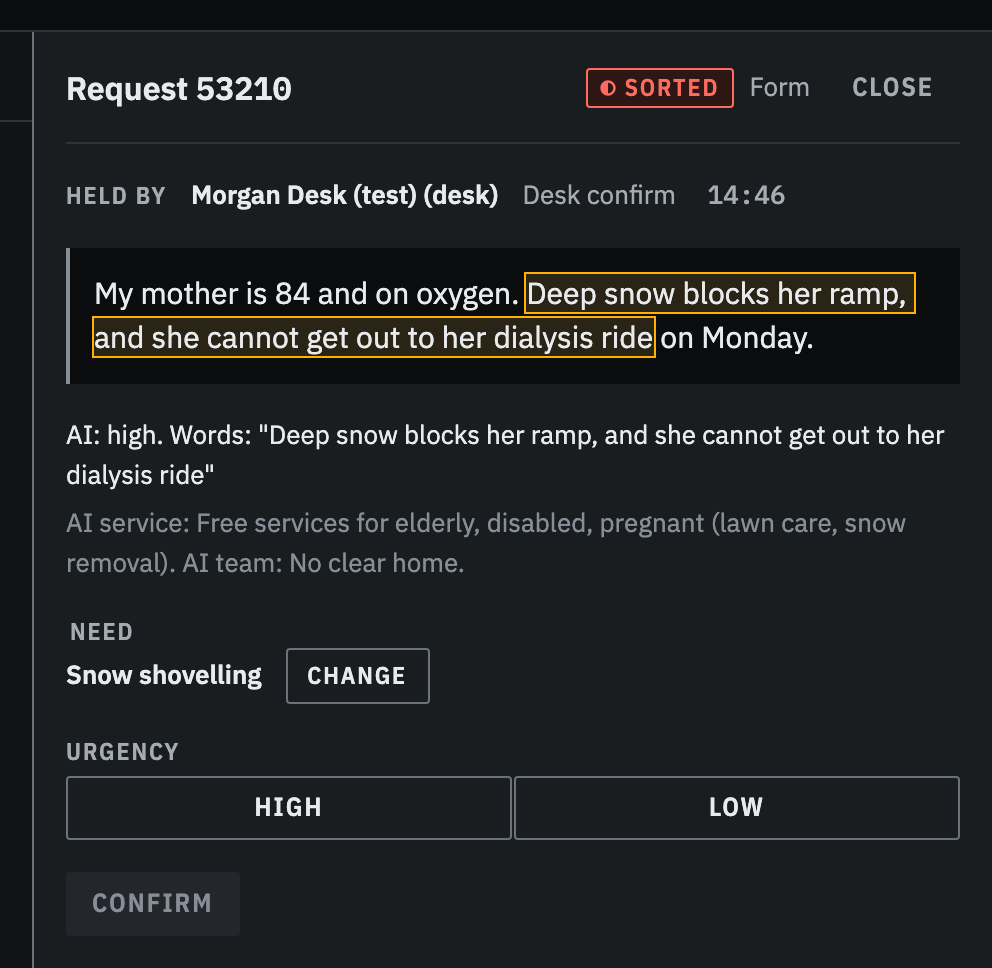 Request 53210
SORTED Form CLOSE
HELD BY Morgan Desk (test) (desk) Desk confirm 14:46
My mother is 84 and on oxygen. Deep snow blocks her ramp,
and she cannot get out to her dialysis ride on Monday.
AI: high. Words: "Deep snow blocks her ramp, and she cannot get out to her
dialysis ride"
AI service: Free services for elderly, disabled, pregnant (lawn care, snow
removal). AI team: No clear home.
NEED
Snow shovelling CHANGE
URGENCY
HIGH LOW
CONFIRM